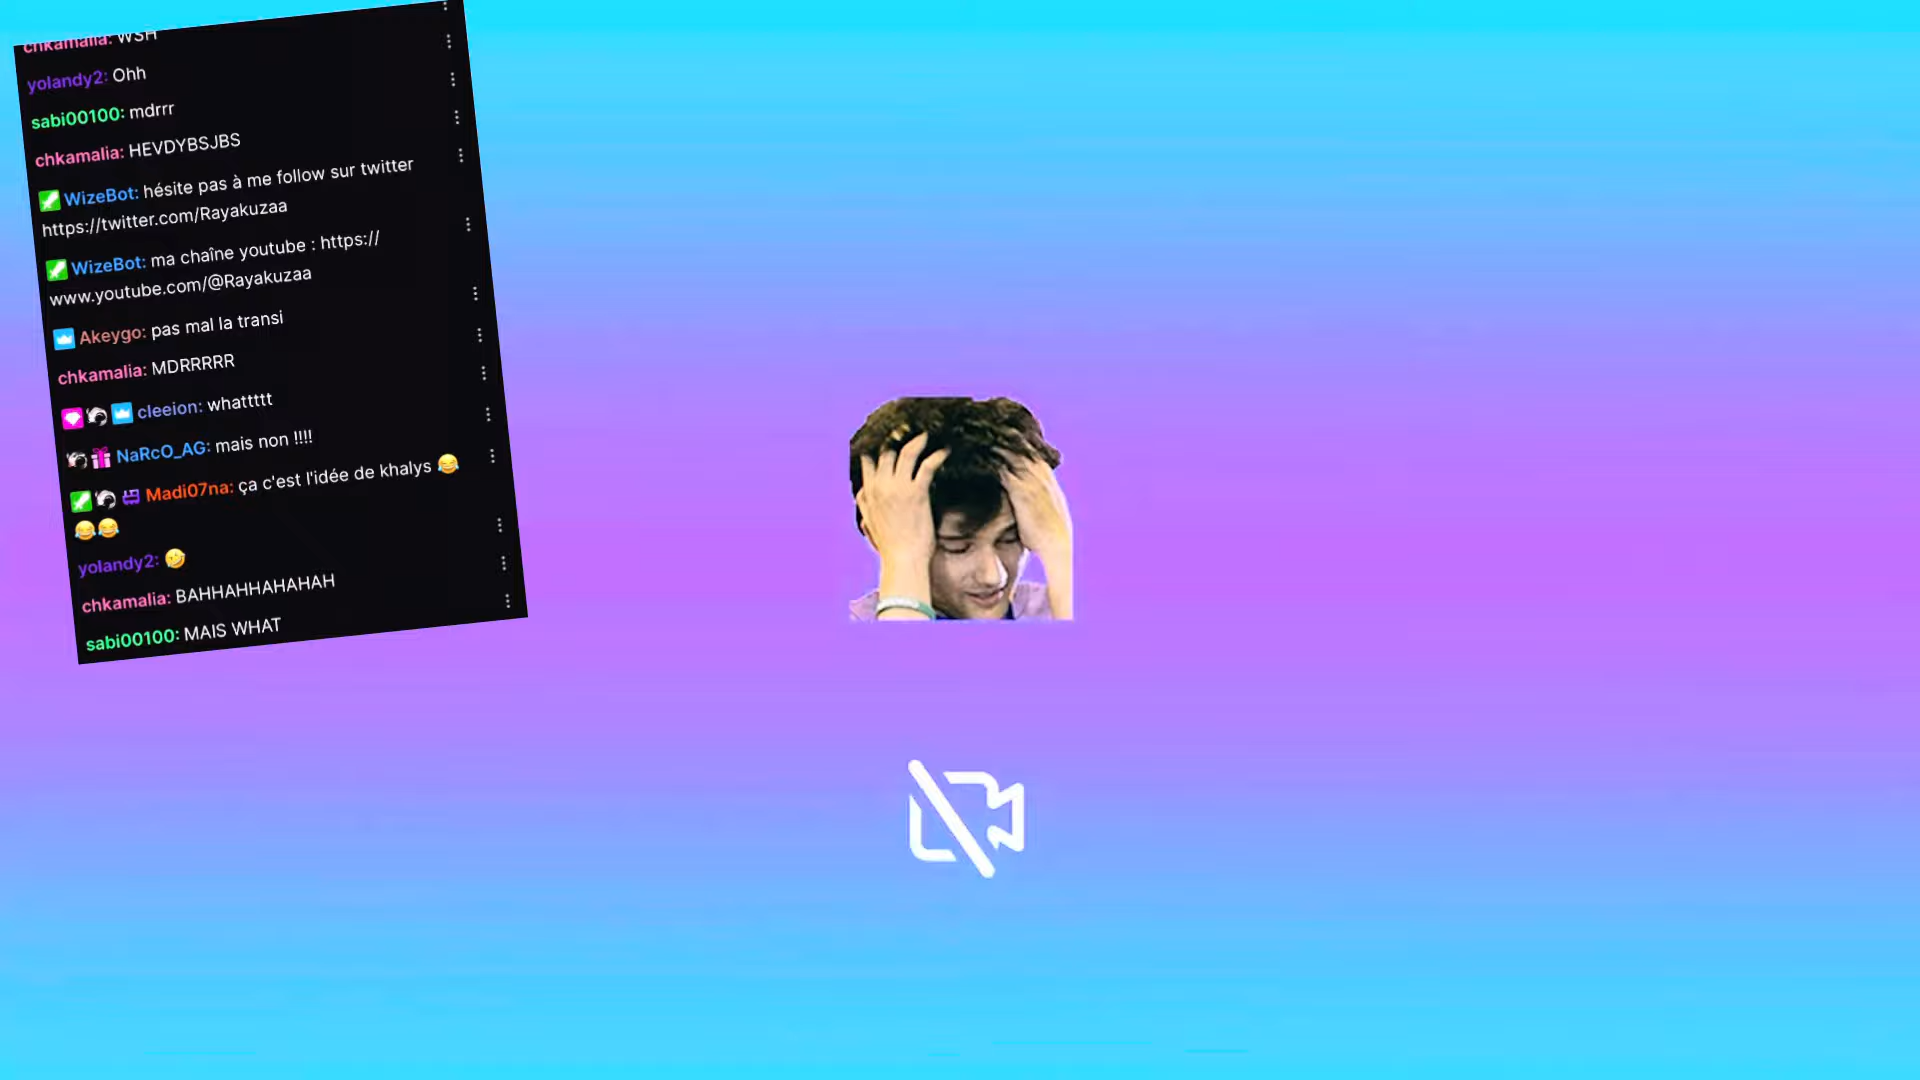 chkamalia: WSH
yolandy2: Ohh
sabi00100: mdrrr
chkamalia: HEVDYBSJBS
WizeBot: hésite pas à me follow sur twitter
https://twitter.com/Rayakuzaa
WizeBot: ma chaîne youtube : https://
www.youtube.com/@Rayakuzaa
Akeygo: pas mal la transi
chkamalia: MDRRRRR
cleeion: whattttt
NaRcO_AG: mais non !!!!
Madi07na: ça c'est l'idée de khalys 😂
😂😂
yolandy2: 🤣
chkamalia: BAHHAHHAHAHAH
sabi00100: MAIS WHAT